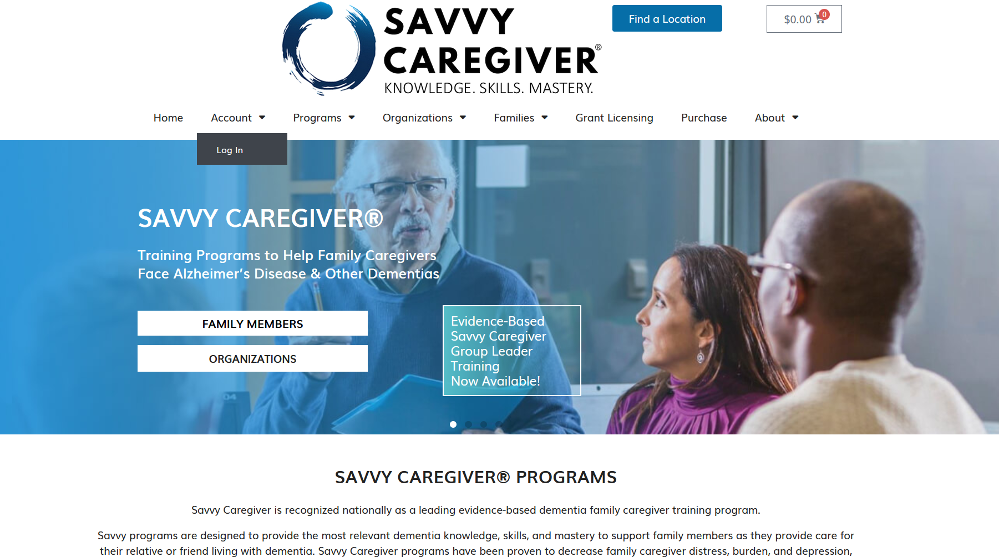 SAVVY
CAREGIVER®
KNOWLEDGE. SKILLS. MASTERY.
Find a Location
$0.00 0
Home Account Programs Organizations Families Grant Licensing Purchase About
Log In
SAVVY CAREGIVER®
Training Programs to Help Family Caregivers
Face Alzheimer’s Disease & Other Dementias
FAMILY MEMBERS
ORGANIZATIONS
Evidence-Based
Savvy Caregiver
Group Leader
Training
Now Available!
04
SAVVY CAREGIVER® PROGRAMS
Savvy Caregiver is recognized nationally as a leading evidence-based dementia family caregiver training program.
Savvy programs are designed to provide the most relevant dementia knowledge, skills, and mastery to support family members as they provide care for
their relative or friend living with dementia. Savvy Caregiver programs have been proven to decrease family caregiver distress, burden, and depression,